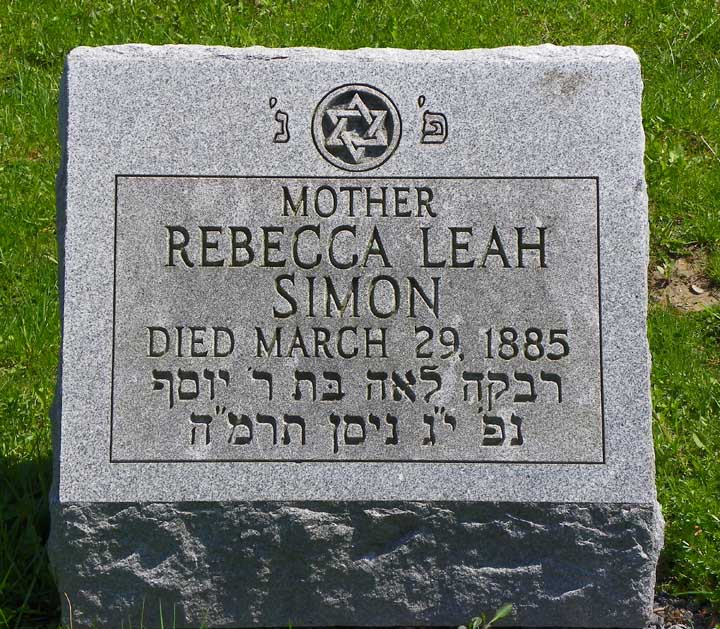 פ' נ'
MOTHER
REBECCA LEAH
SIMON
DIED MARCH 29, 1885
רבקה לאה בת ר' יוסף
נפ' י"ג ניסן תרמ"ה